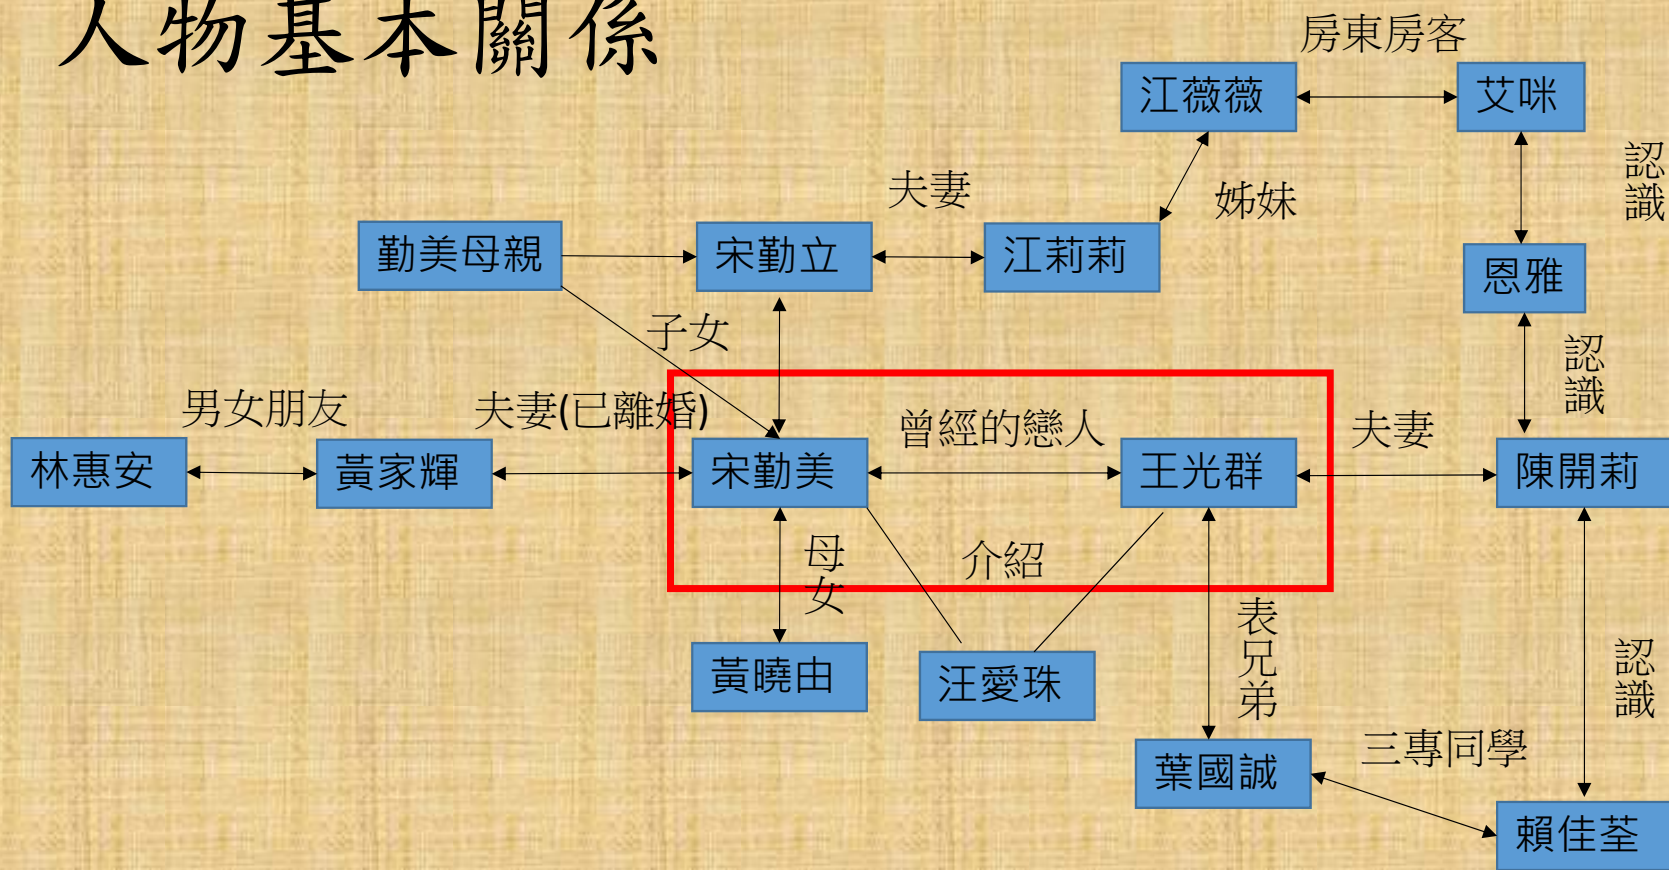 人物基本關係
房東房客
江薇薇
艾咪
認識
夫妻
姊妹
勤美母親
宋勤立
江莉莉
恩雅
子女
認識
男女朋友
夫妻(已離婚)
曾經的戀人
夫妻
林惠安
黃家輝
宋勤美
王光群
陳開莉
母女
介紹
表兄弟
認識
黃曉由
汪愛珠
三專同學
葉國誠
賴佳荃